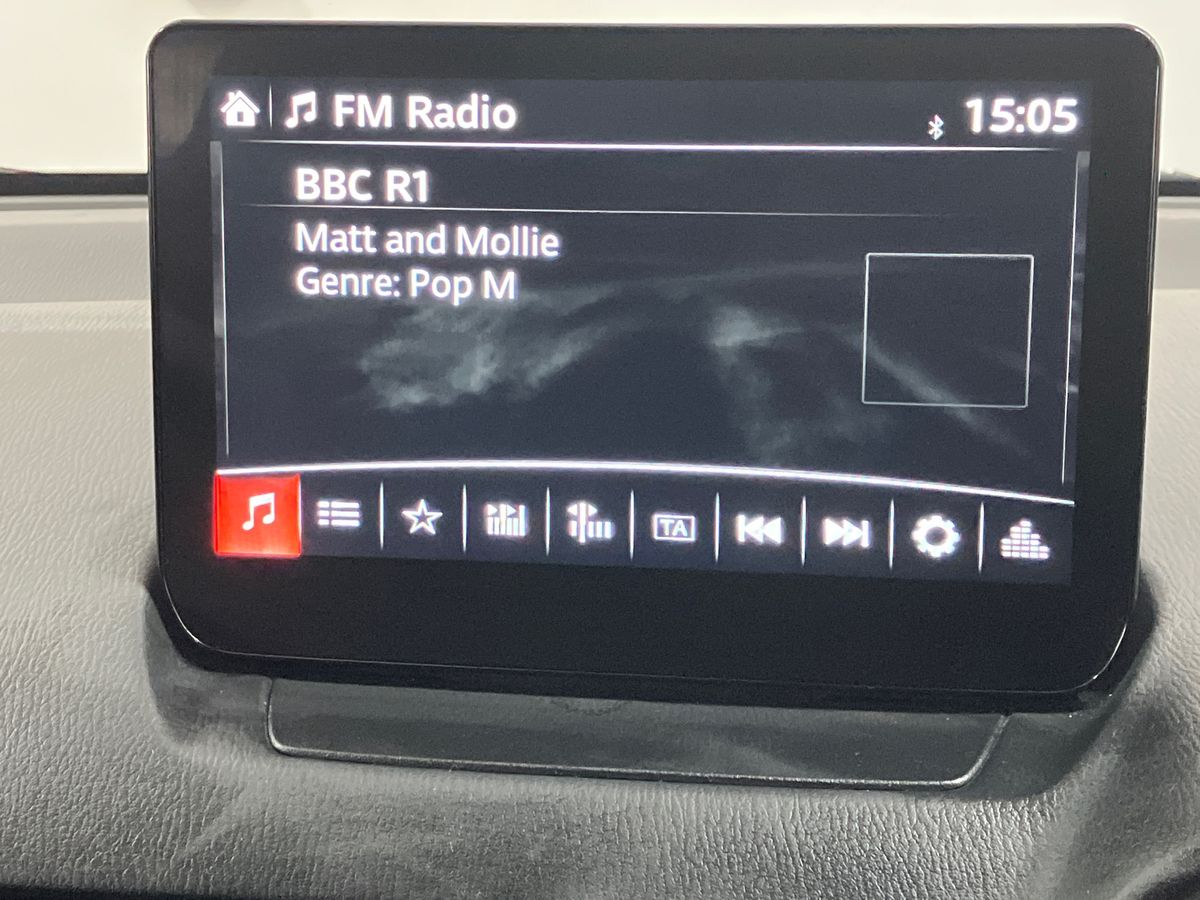 FM Radio
15:05
BBC R1
Matt and Mollie
Genre: Pop M
TA